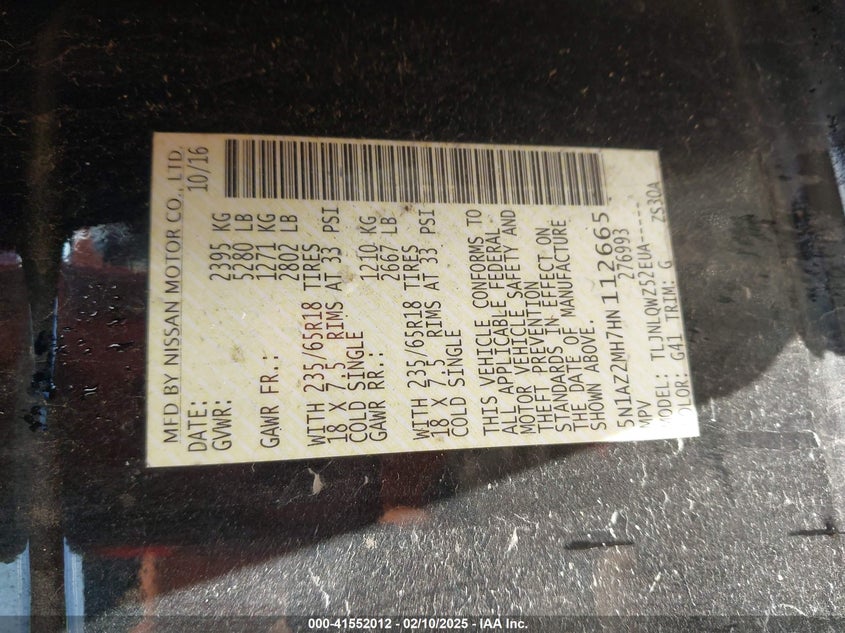 MFD BY NISSAN MOTOR CO., LTD.
DATE: 10/16
GVWR: 2395 KG
5280 LB
GAWR FR.: 1271 KG
2802 LB
WITH 235/65R18 TIRES
18 X 7.5 RIMS AT 33 PSI
COLD SINGLE
GAWR RR.: 1210 KG
2667 LB
WITH 235/65R18 TIRES
18 X 7.5 RIMS AT 33 PSI
COLD SINGLE
THIS VEHICLE CONFORMS TO
ALL APPLICABLE FEDERAL
MOTOR VEHICLE SAFETY AND
THEFT PREVENTION
STANDARDS IN EFFECT ON
THE DATE OF MANUFACTURE
SHOWN ABOVE.
5N1AZ2MH7HN112665
MPV 276993
MODEL: TLJNLQWZ52EUA-----
COLOR: G41 TRIM: G ZS30A
000-41552012 - 02/10/2025 - IAA Inc.